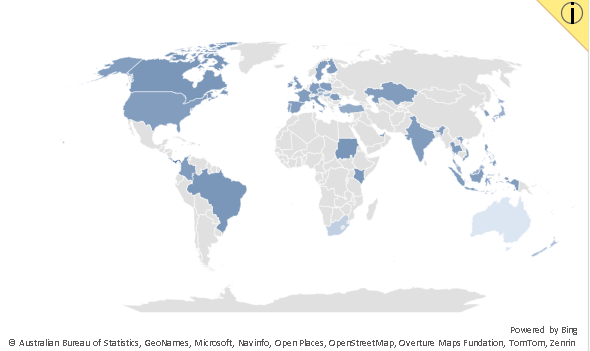 Powered by Bing
© Australian Bureau of Statistics, GeoNames, Microsoft, Navinfo, Open Places, OpenStreetMap, Overture Maps Fundation, TomTom, Zenrin